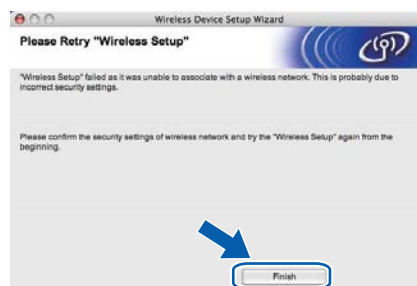 Wireless Device Setup Wizard
Please Retry "Wireless Setup"
"Wireless Setup" failed as it was unable to associate with a wireless network. This is probably due to
incorrect security settings.
Please confirm the security settings of wireless network and try the "Wireless Setup" again from the
beginning.
Finish